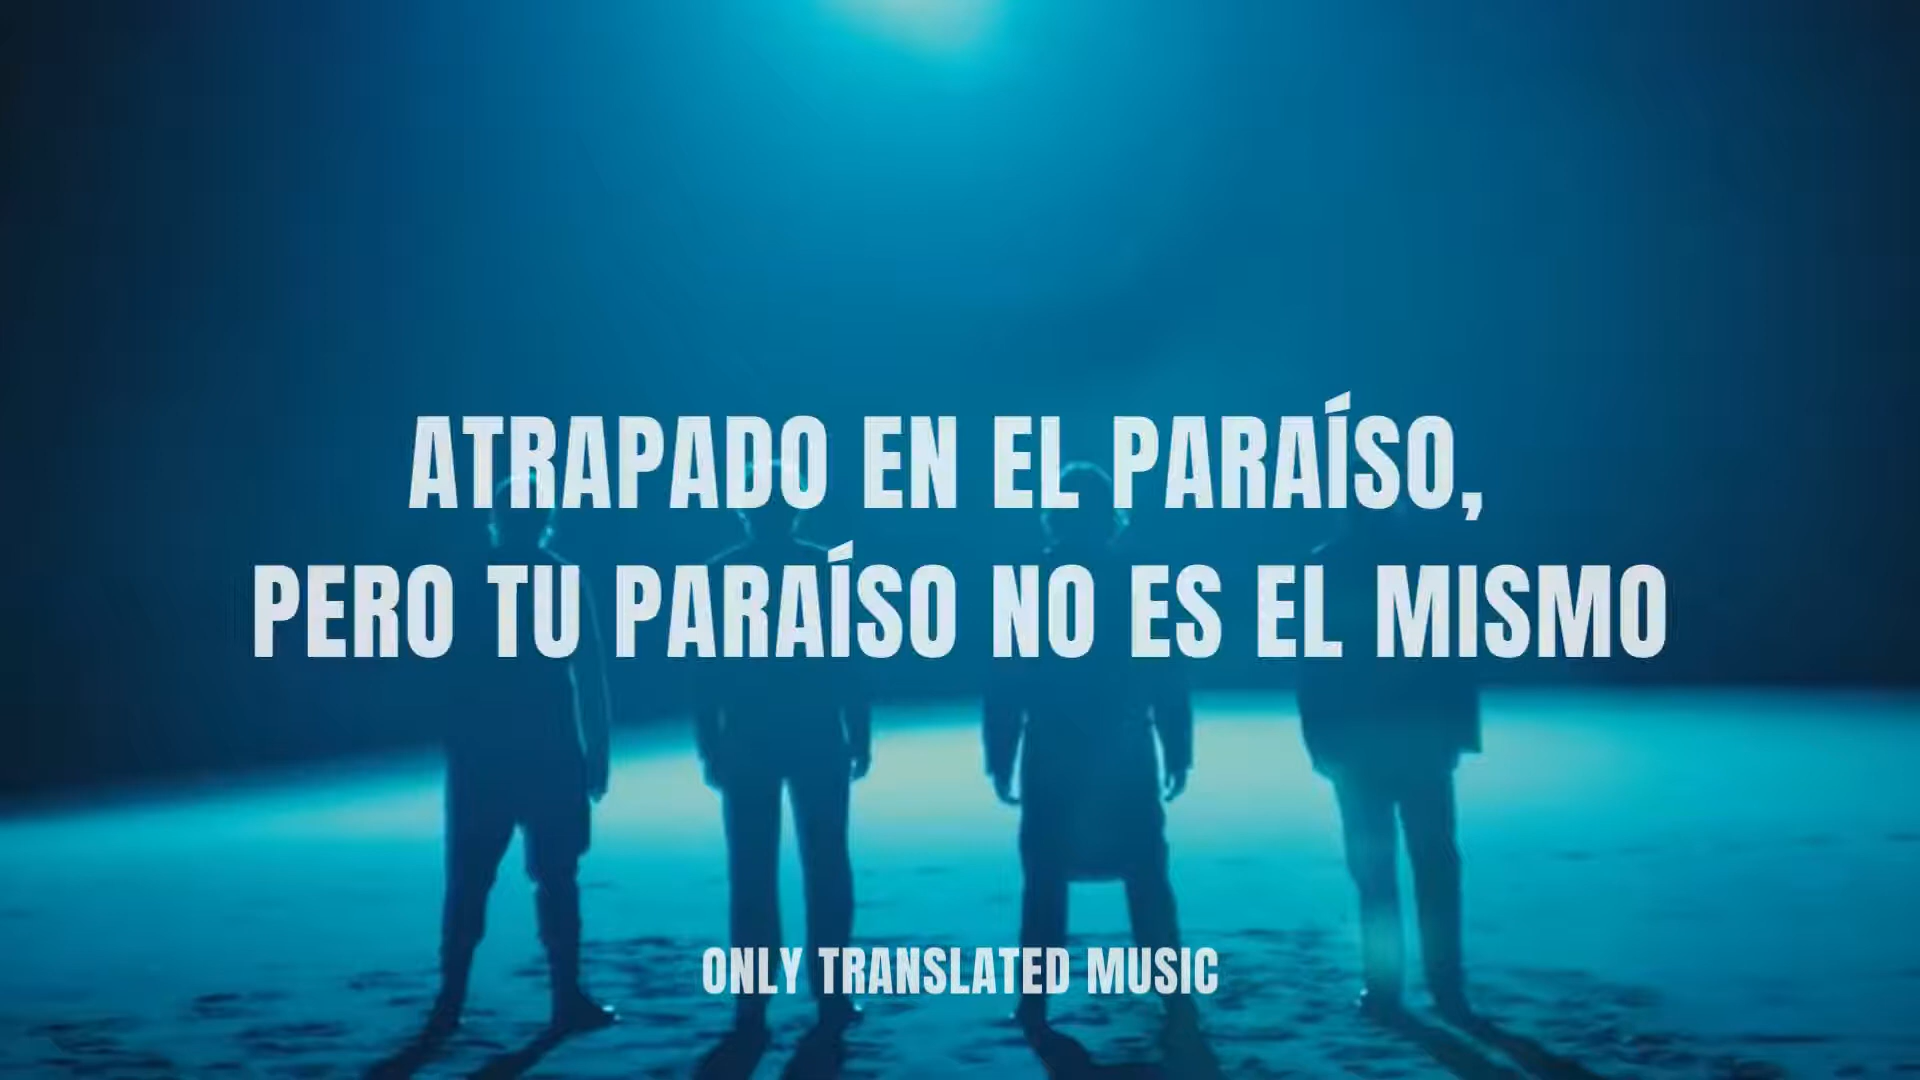 ATRAPADO EN EL PARAÍSO,
PERO TU PARAÍSO NO ES EL MISMO
ONLY TRANSLATED MUSIC